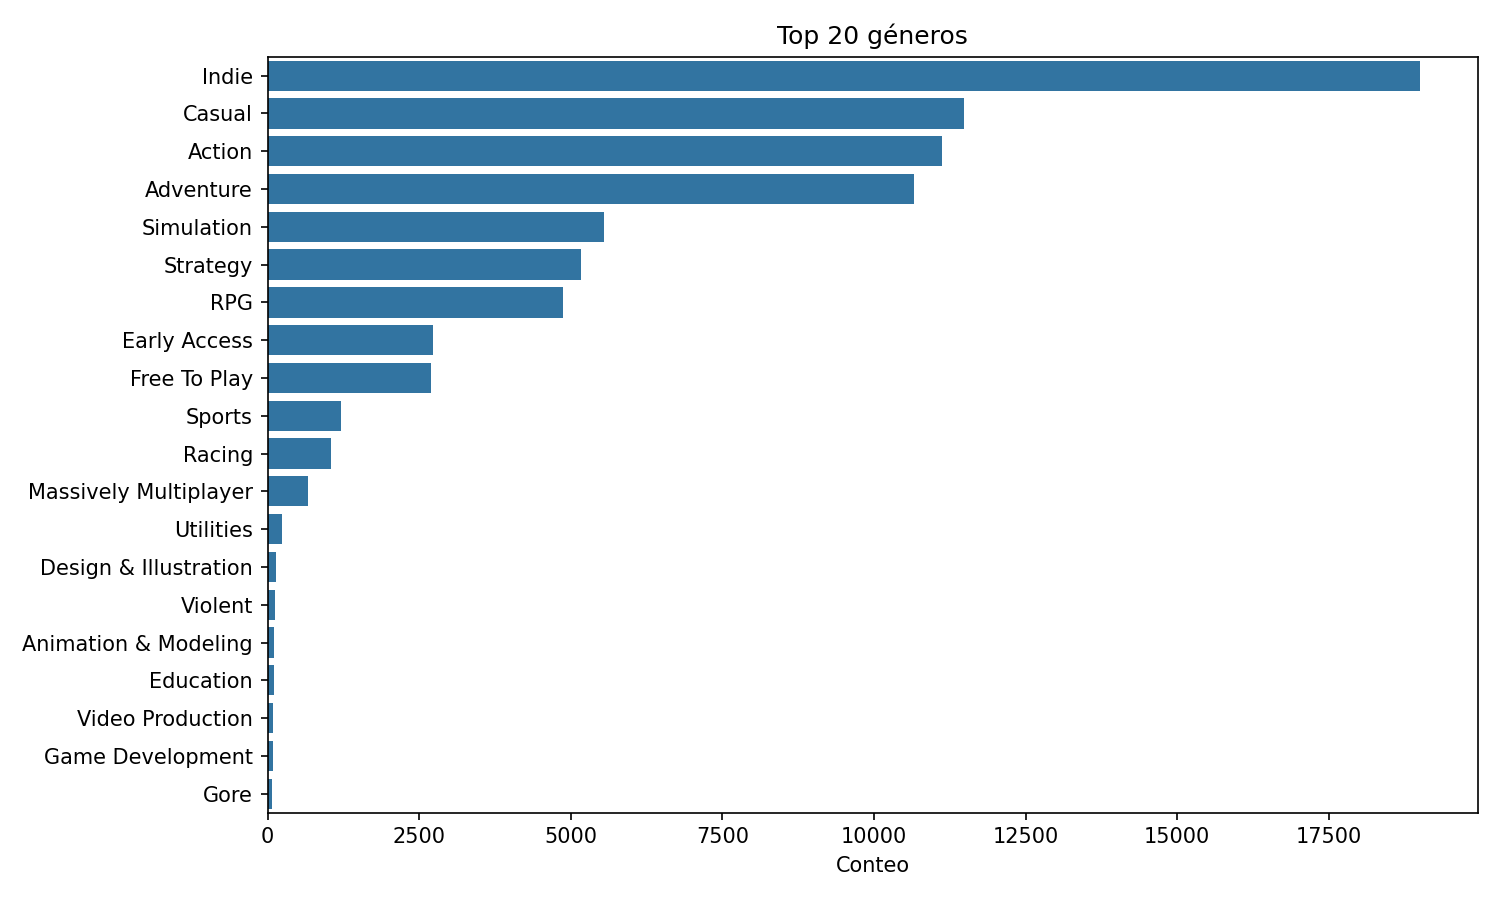 Top 20 géneros
Indie
Casual
Action
Adventure
Simulation
Strategy
RPG
Early Access
Free To Play
Sports
Racing
Massively Multiplayer
Utilities
Design & Illustration
Violent
Animation & Modeling
Education
Video Production
Game Development
Gore
0 2500 5000 7500 10000 12500 15000 17500
Conteo